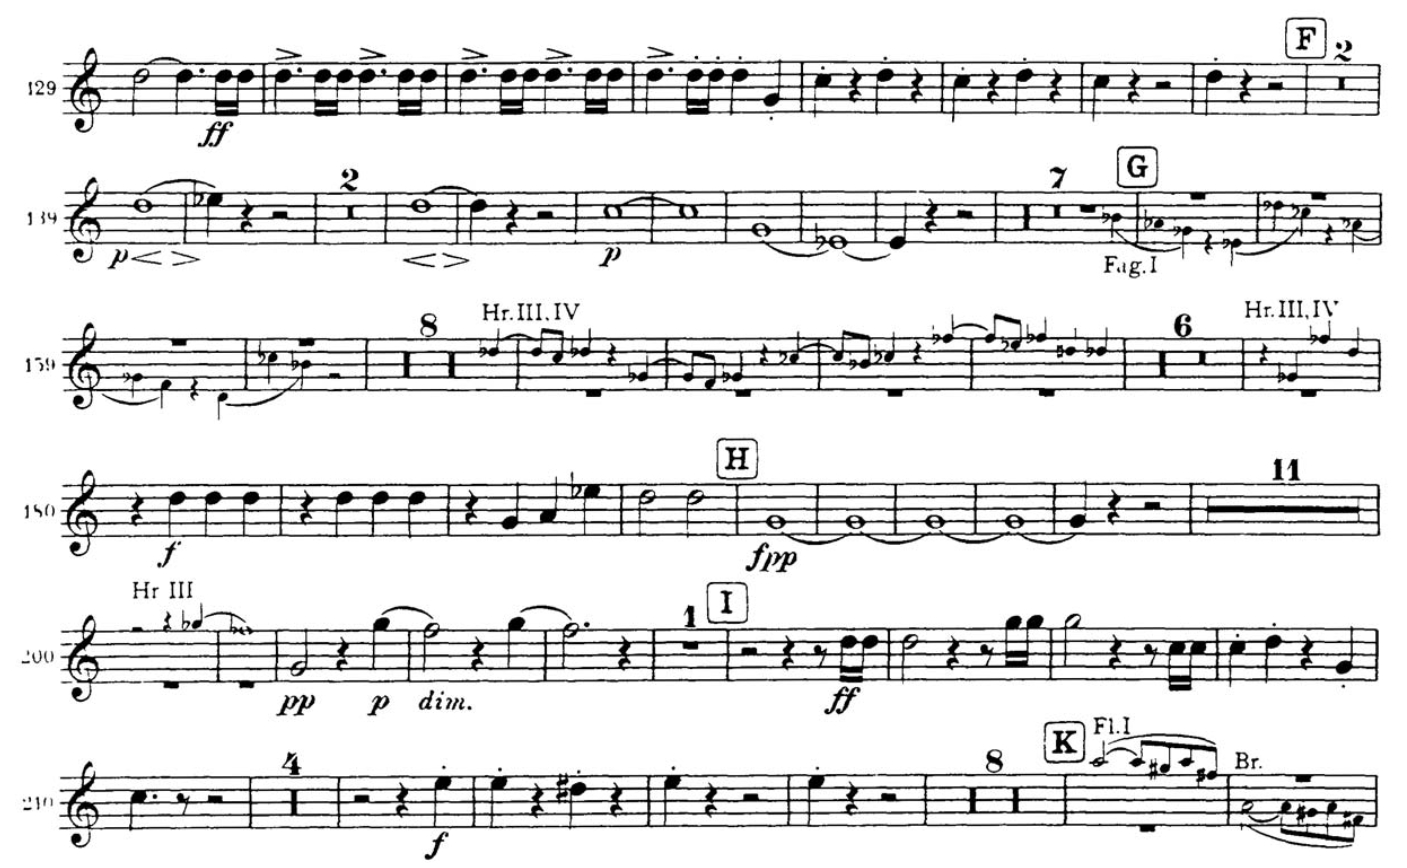 F 2
129
ff
2 7 G
139
p p
Fag. I
Hr. III, IV Hr. III, IV
8 6
159
H 11
180
f fpp
Hr III
1 I
200
pp p dim. ff
K Fl. I
4 8 Br.
210
f